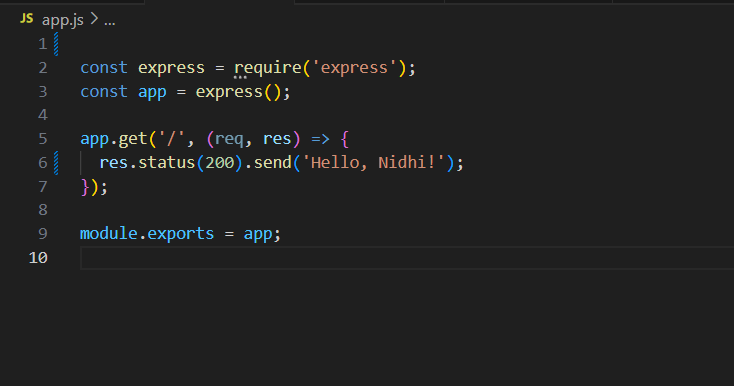 JS app.js > ...
1
2 const express = require('express');
3 const app = express();
4
5 app.get('/', (req, res) => {
6   res.status(200).send('Hello, Nidhi!');
7 });
8
9 module.exports = app;
10